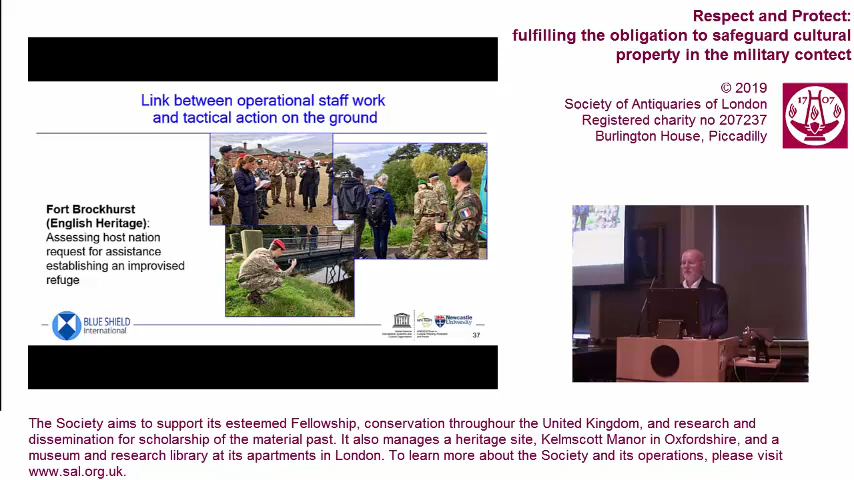 Respect and Protect:
fulfilling the obligation to safeguard cultural
property in the military contect
© 2019
Society of Antiquaries of London
Registered charity no 207237
Burlington House, Piccadilly
17 07
Link between operational staff work
and tactical action on the ground
Fort Brockhurst
(English Heritage):
Assessing host nation
request for assistance
establishing an improvised
refuge
BLUE SHIELD
International
Newcastle
University
37
The Society aims to support its esteemed Fellowship, conservation throughour the United Kingdom, and research and
dissemination for scholarship of the material past. It also manages a heritage site, Kelmscott Manor in Oxfordshire, and a
museum and research library at its apartments in London. To learn more about the Society and its operations, please visit
www.sal.org.uk.